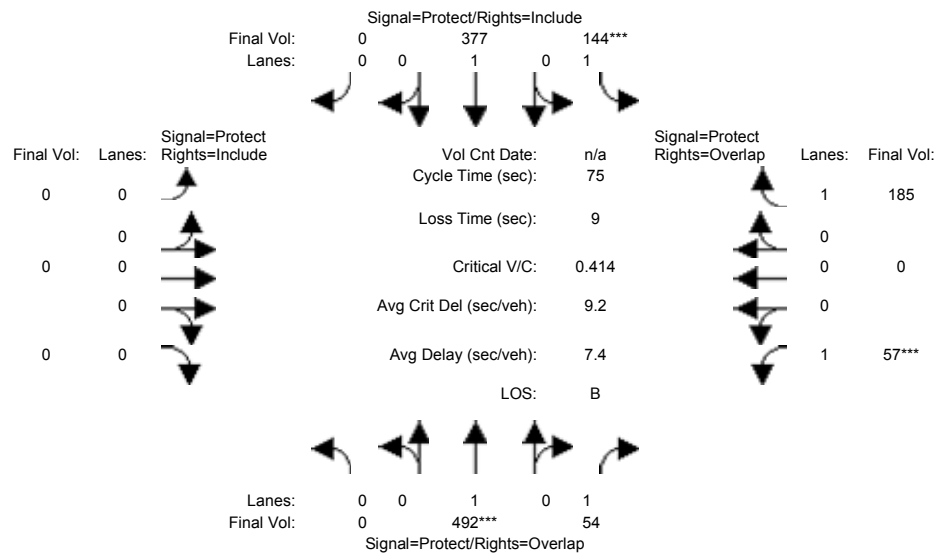 Signal=Protect/Rights=Include
Final Vol: 0 377 144***
Lanes: 0 0 1 0 1
Signal=Protect Signal=Protect
Final Vol: Lanes: Rights=Include Vol Cnt Date: n/a Rights=Overlap Lanes: Final Vol:
Cycle Time (sec): 75
0 0 1 185
Loss Time (sec): 9
0 0
0 0 Critical V/C: 0.414 0 0
0 Avg Crit Del (sec/veh): 9.2 0
0 0 Avg Delay (sec/veh): 7.4 1 57***
LOS: B
Lanes: 0 0 1 0 1
Final Vol: 0 492*** 54
Signal=Protect/Rights=Overlap